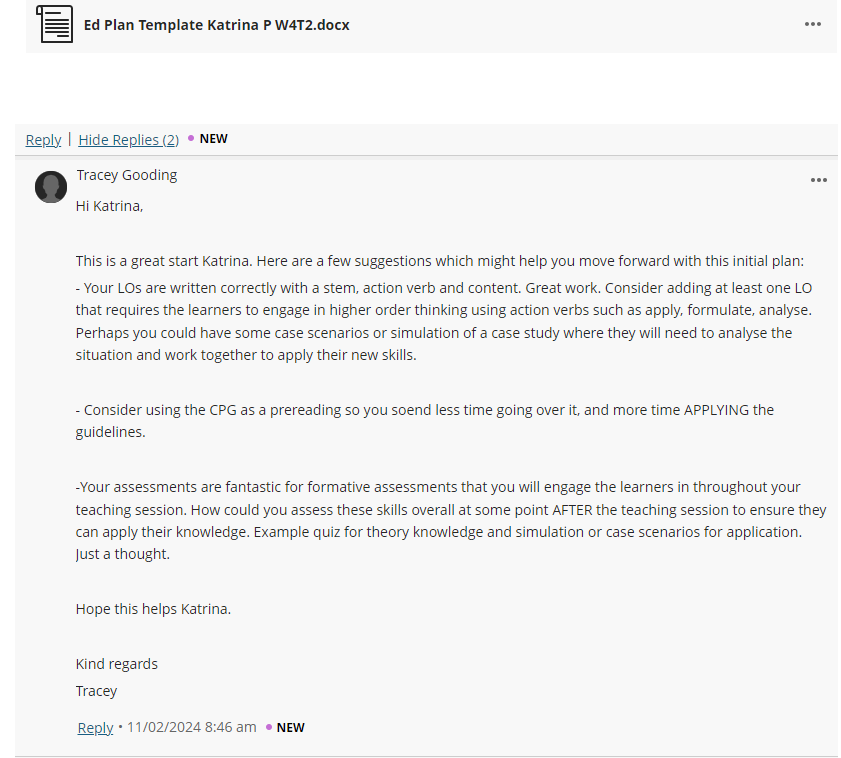 Ed Plan Template Katrina P W4T2.docx
Reply | Hide Replies (2) • NEW
Tracey Gooding
Hi Katrina,
This is a great start Katrina. Here are a few suggestions which might help you move forward with this initial plan:
- Your LOs are written correctly with a stem, action verb and content. Great work. Consider adding at least one LO
that requires the learners to engage in higher order thinking using action verbs such as apply, formulate, analyse.
Perhaps you could have some case scenarios or simulation of a case study where they will need to analyse the
situation and work together to apply their new skills.
- Consider using the CPG as a prereading so you soend less time going over it, and more time APPLYING the
guidelines.
-Your assessments are fantastic for formative assessments that you will engage the learners in throughout your
teaching session. How could you assess these skills overall at some point AFTER the teaching session to ensure they
can apply their knowledge. Example quiz for theory knowledge and simulation or case scenarios for application.
Just a thought.
Hope this helps Katrina.
Kind regards
Tracey
Reply • 11/02/2024 8:46 am • NEW